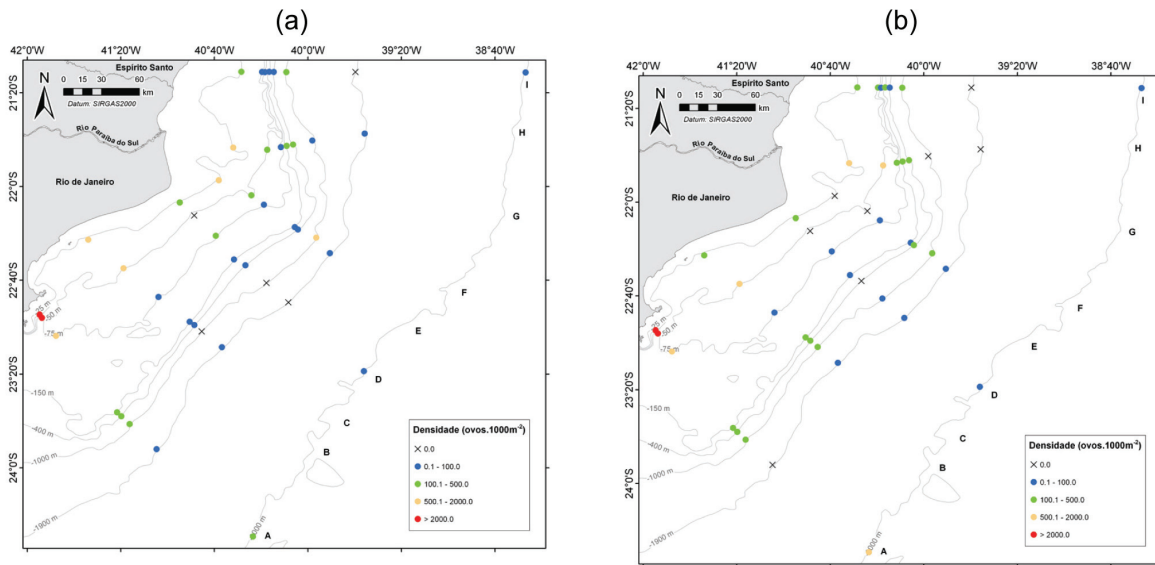 (a)
42°0'W 41°20'W 40°40'W 40°0'W 39°20'W 38°40'W
Espirito Santo
0 15 30 60
km
Datum. SIRGAS2000
N
Rio Paraíba do Sul
Rio de Janeiro
21°20'S
22°0'S
22°40'S
23°20'S
24°0'S
I
H
G
F
E
D
C
B
A
-25 m
-50 m
-75 m
-150 m
-400 m
-1000 m
-1900 m
Densidade (ovos.1000m⁻²)
0.0
0.1 - 100.0
100.1 - 500.0
500.1 - 2000.0
> 2000.0
(b)
42°0'W 41°20'W 40°40'W 40°0'W 39°20'W 38°40'W
Espirito Santo
0 15 30 60
km
Datum: SIRGAS2000
N
Rio Paraíba do Sul
Rio de Janeiro
21°20'S
22°0'S
22°40'S
23°20'S
24°0'S
I
H
G
F
E
D
C
B
A
-25 m
-50 m
-75 m
-150 m
-400 m
-1000 m
-1900 m
Densidade (ovos.1000m⁻²)
0.0
0.1 - 100.0
100.1 - 500.0
500.1 - 2000.0
> 2000.0